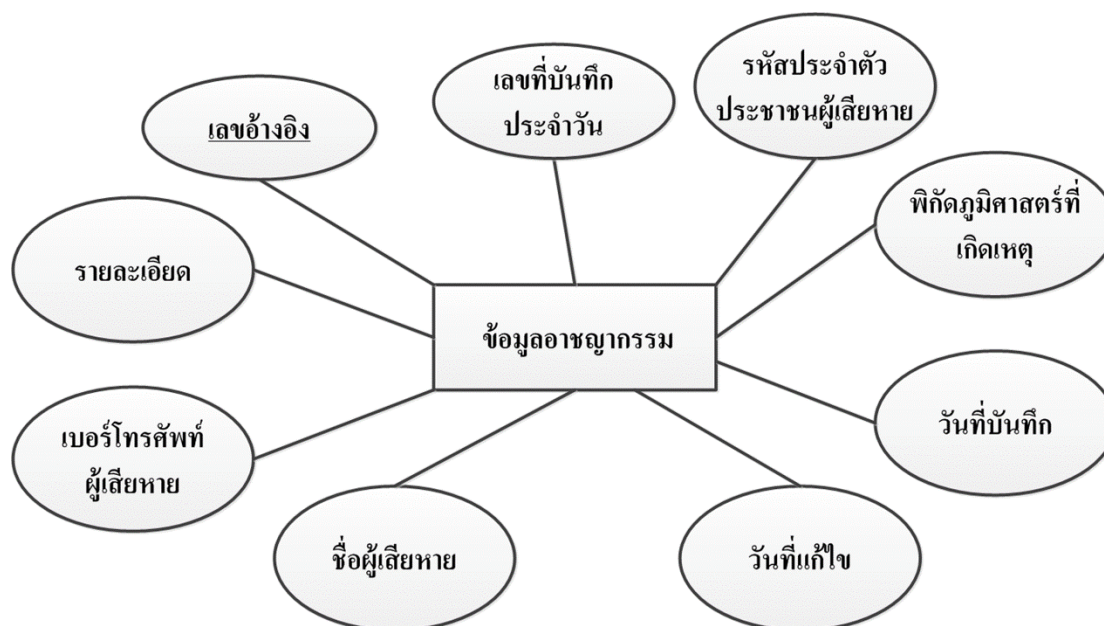 เลขอ้างอิง
เลขที่บันทึก
ประจำวัน
รหัสประจำตัว
ประชาชนผู้เสียหาย
พิกัดภูมิศาสตร์ที่
เกิดเหตุ
รายละเอียด
ข้อมูลอาชญากรรม
วันที่บันทึก
เบอร์โทรศัพท์
ผู้เสียหาย
ชื่อผู้เสียหาย
วันที่แก้ไข